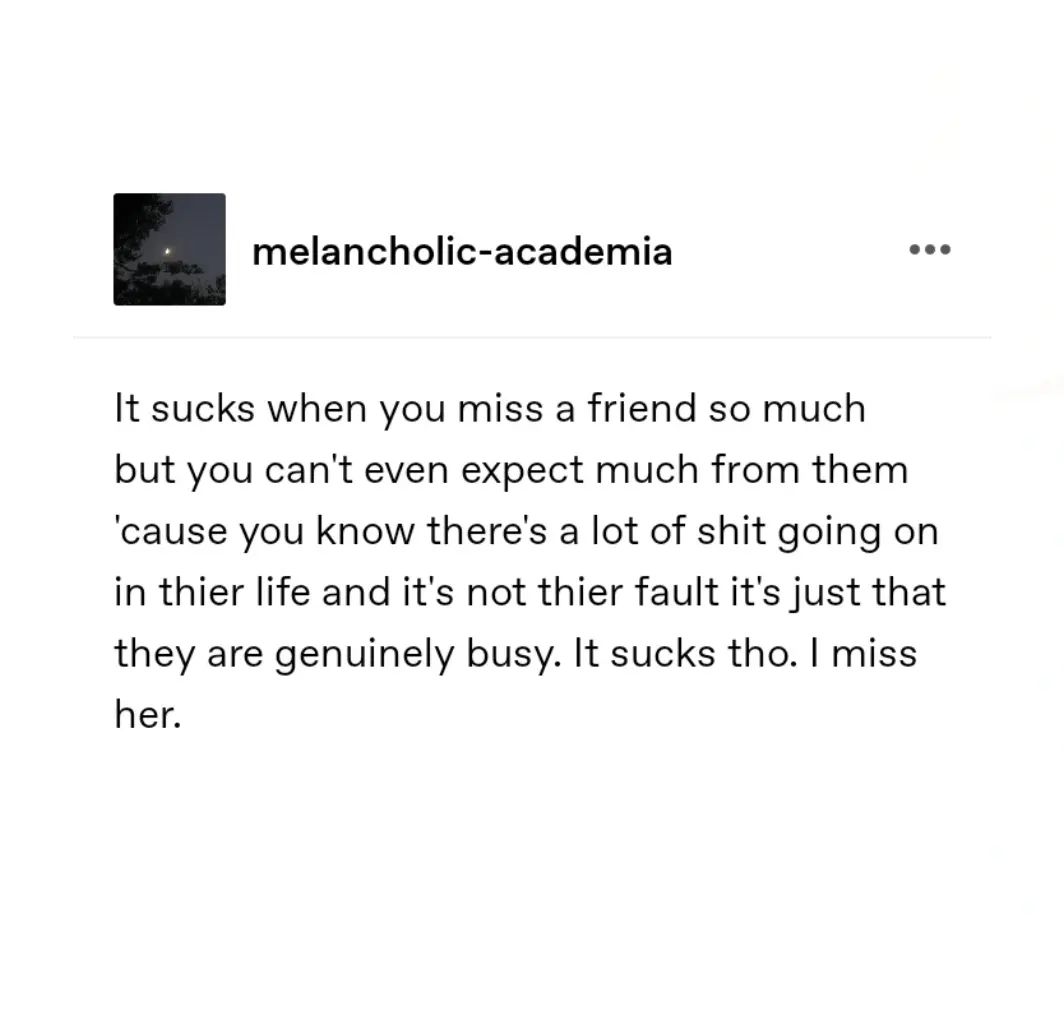 melancholic-academia
It sucks when you miss a friend so much
but you can't even expect much from them
'cause you know there's a lot of shit going on
in thier life and it's not thier fault it's just that
they are genuinely busy. It sucks tho. I miss
her.